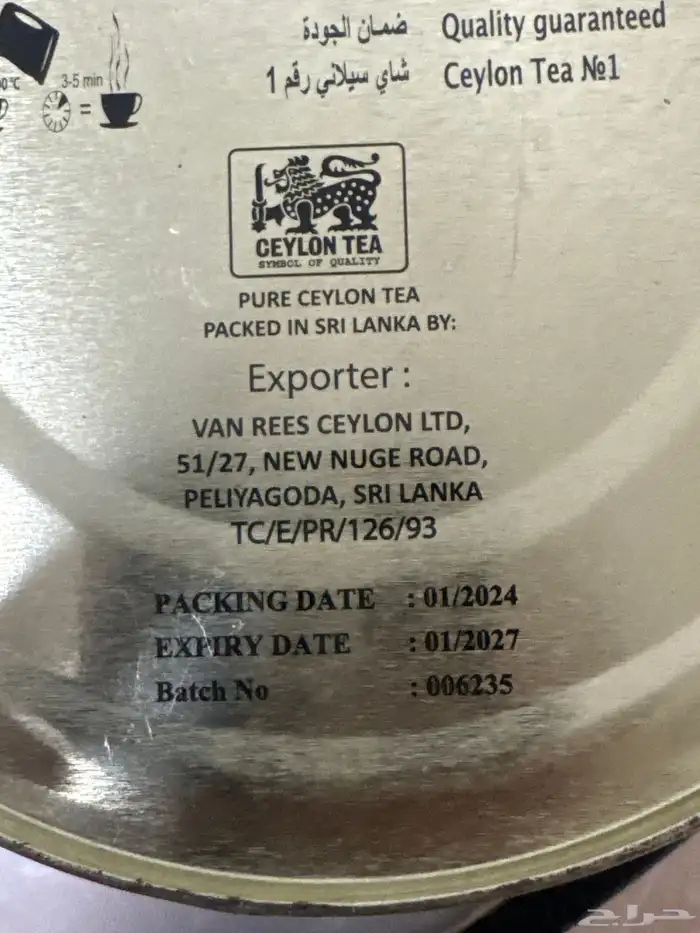 ضمان الجودة Quality guaranteed
شاي سيلاني رقم 1 Ceylon Tea №1
3-5 min
=
CEYLON TEA
SYMBOL OF QUALITY
PURE CEYLON TEA
PACKED IN SRI LANKA BY:
Exporter :
VAN REES CEYLON LTD,
51/27, NEW NUGE ROAD,
PELIYAGODA, SRI LANKA
TC/E/PR/126/93
PACKING DATE : 01/2024
EXPIRY DATE : 01/2027
Batch No : 006235
حراج